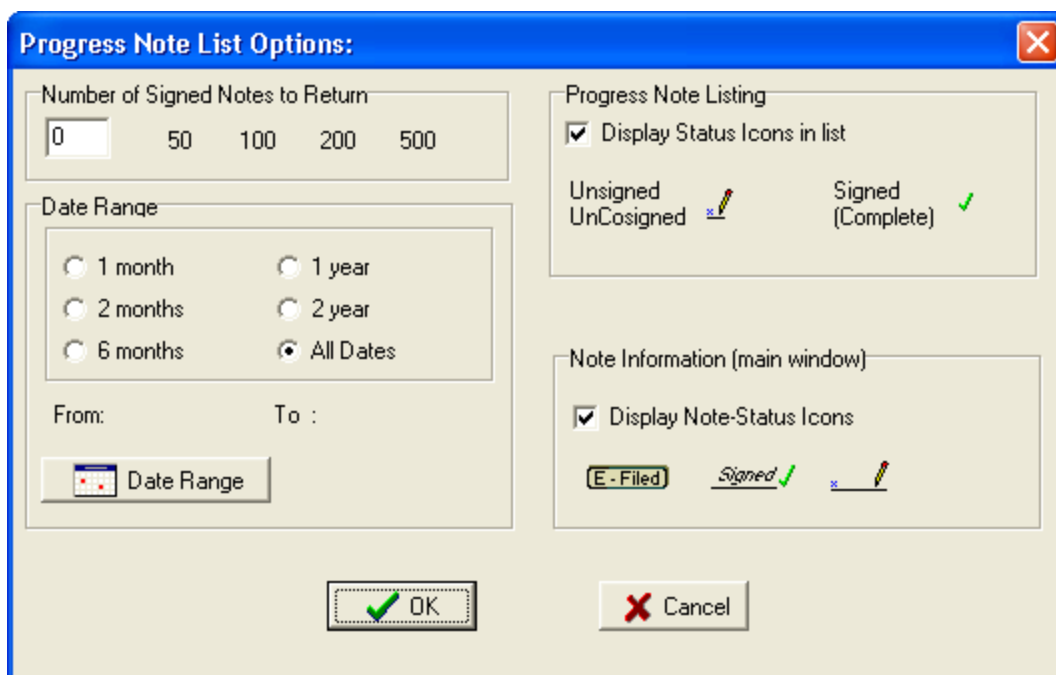 Progress Note List Options:
Number of Signed Notes to Return
0 50 100 200 500
Date Range
1 month
1 year
2 months
2 year
6 months
All Dates
From: To :
Date Range
Progress Note Listing
Display Status Icons in list
Unsigned
UnCosigned
x
Signed
(Complete)
Note Information (main window)
Display Note-Status Icons
E - Filed
Signed
x
OK
Cancel